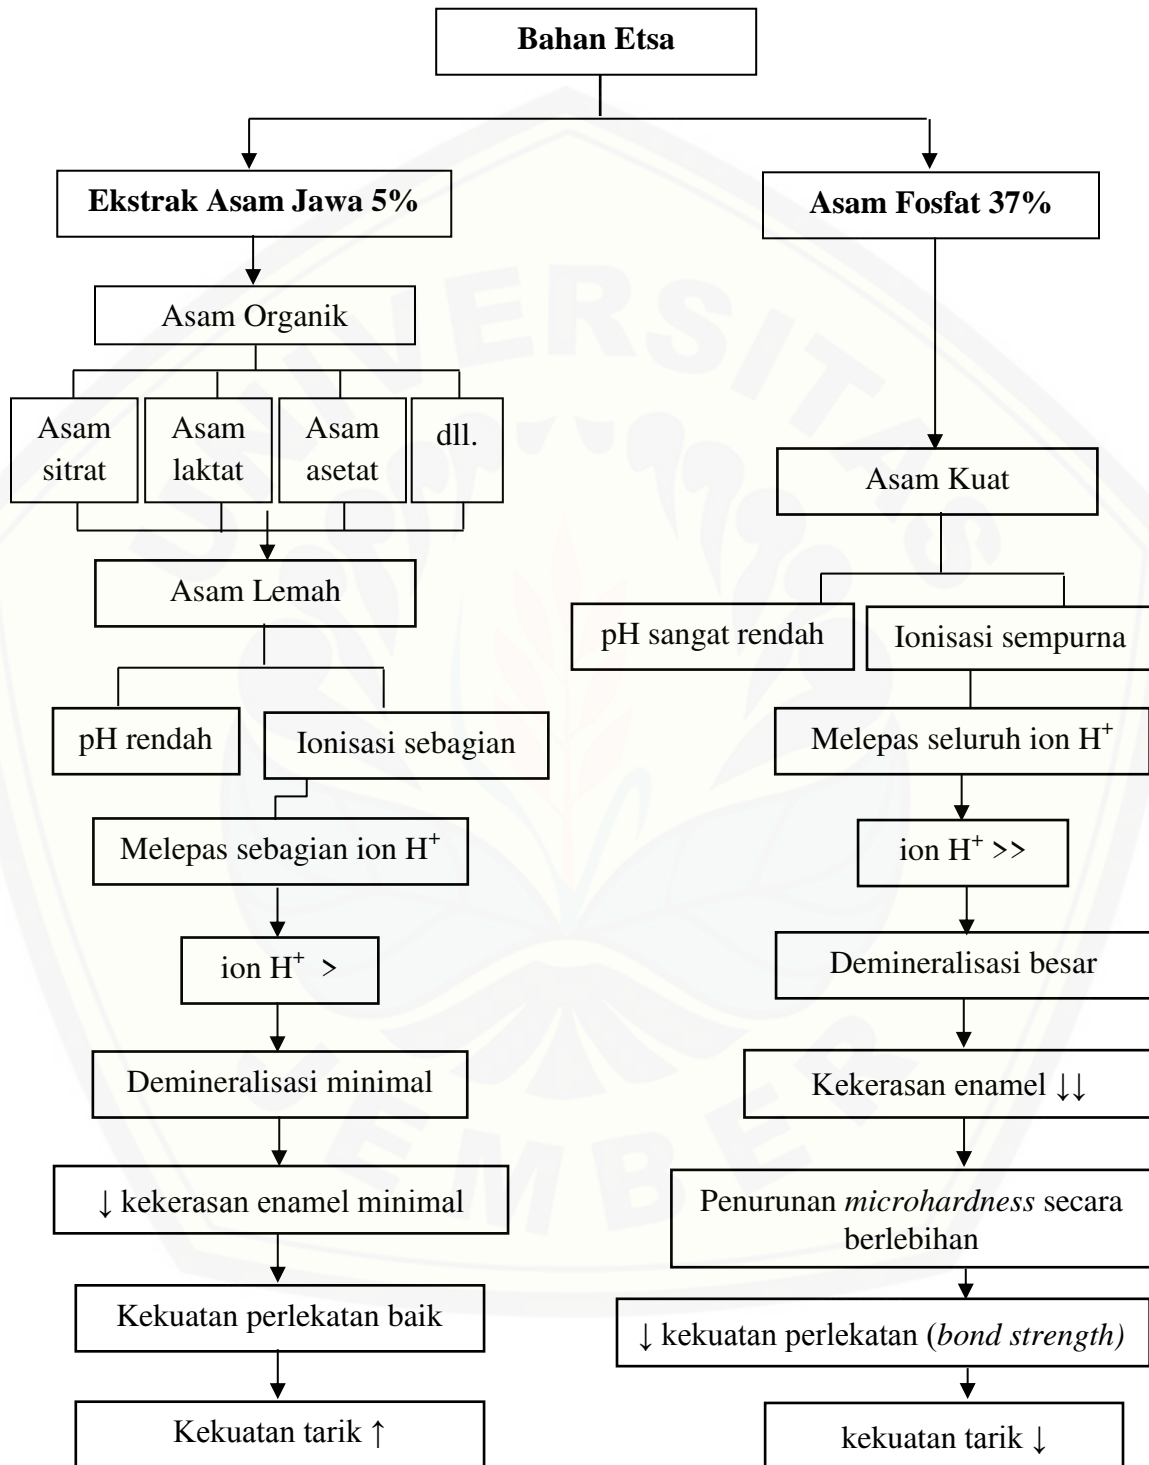 Bahan Etsa
Ekstrak Asam Jawa 5%
Asam Organik
Asam
sitrat
Asam
laktat
Asam
asetat
dll.
Asam Lemah
pH rendah
Ionisasi sebagian
Melepas sebagian ion H⁺
ion H⁺ >
Demineralisasi minimal
↓ kekerasan enamel minimal
Kekuatan perlekatan baik
Kekuatan tarik ↑
Asam Fosfat 37%
Asam Kuat
pH sangat rendah
Ionisasi sempurna
Melepas seluruh ion H⁺
ion H⁺ >>
Demineralisasi besar
Kekerasan enamel ↓↓
Penurunan microhardness secara
berlebihan
↓ kekuatan perlekatan (bond strength)
kekuatan tarik ↓
UNIVERSITAS
JEMBER